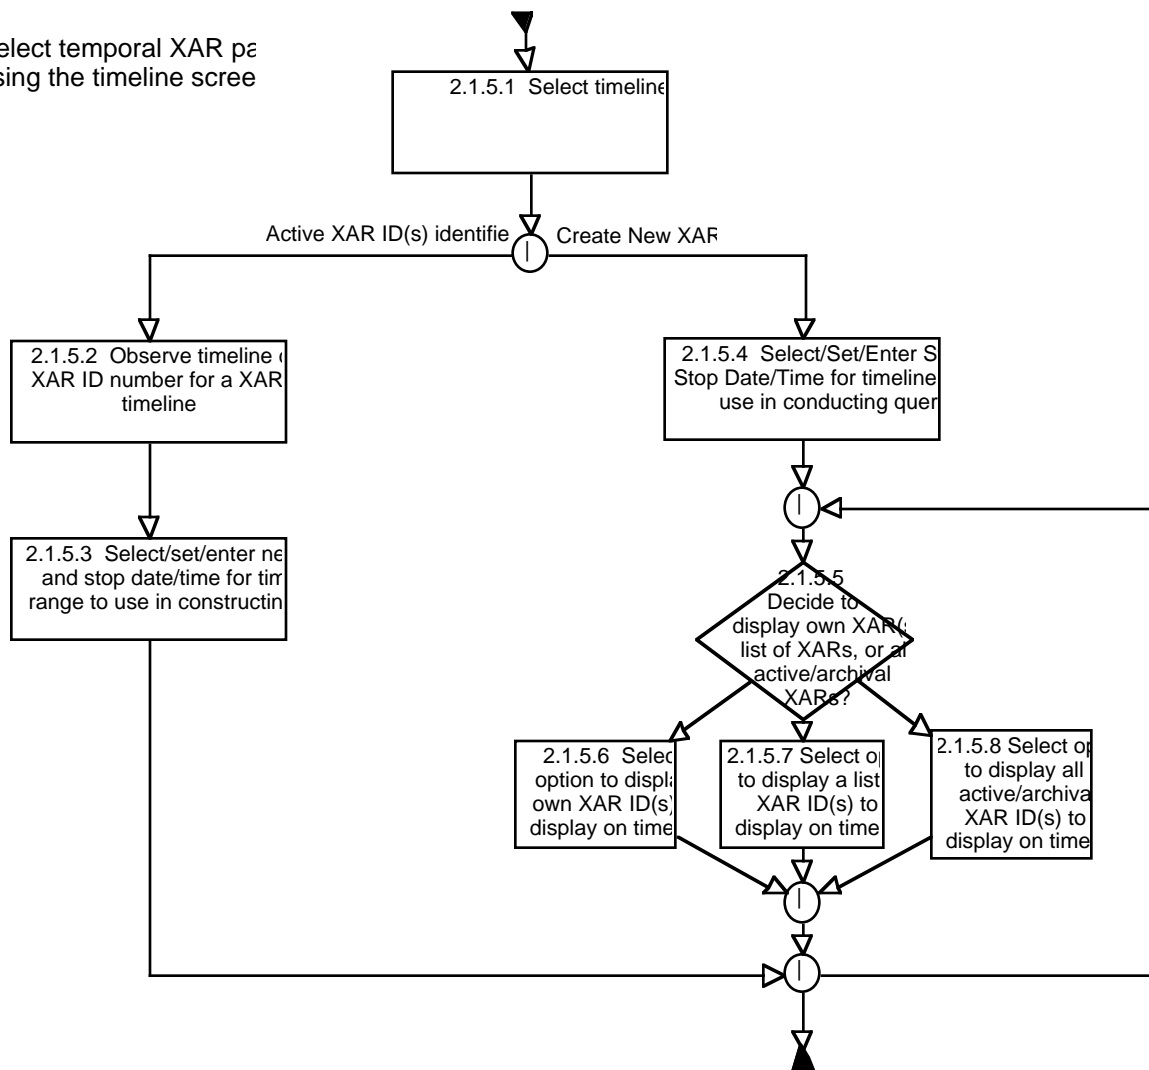 elect temporal XAR pa
sing the timeline scree
2.1.5.1 Select timeline
Active XAR ID(s) identifie
Create New XAR
2.1.5.2 Observe timeline
XAR ID number for a XAR
timeline
2.1.5.4 Select/Set/Enter S
Stop Date/Time for timeline
use in conducting quer
2.1.5.3 Select/set/enter ne
and stop date/time for tim
range to use in constructin
2.1.5.5
Decide to
display own XAR(s
list of XARs, or al
active/archival
XARs?
2.1.5.6 Selec
option to displa
own XAR ID(s)
display on time
2.1.5.7 Select op
to display a list
XAR ID(s) to
display on time
2.1.5.8 Select op
to display all
active/archiva
XAR ID(s) to
display on time